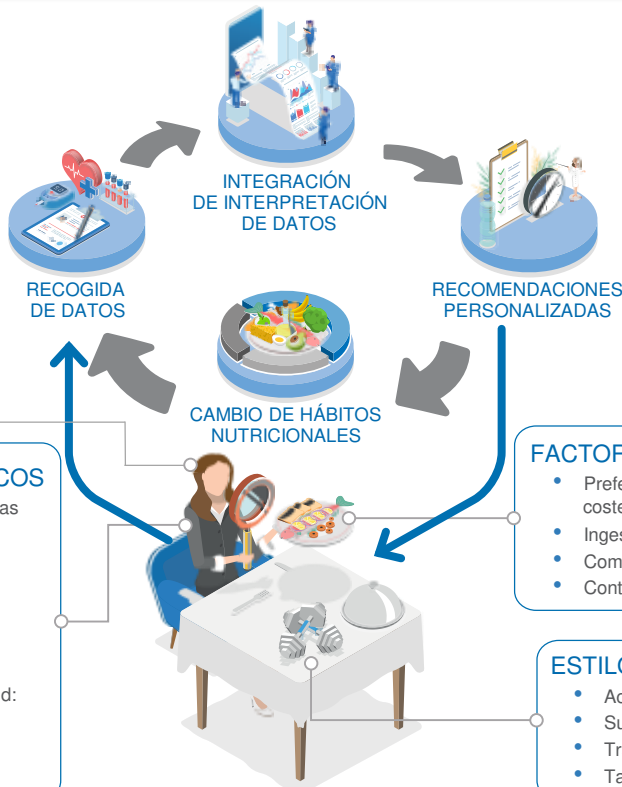 INTEGRACIÓN
DE INTERPRETACIÓN
DE DATOS
RECOGIDA
DE DATOS
RECOMENDACIONES
PERSONALIZADAS
CAMBIO DE HÁBITOS
NUTRICIONALES
COS
as
d:
FACTOR
• Prefe
coste
• Inges
• Com
• Cont
ESTILO
• Ac
• Su
• Tr
• Ta